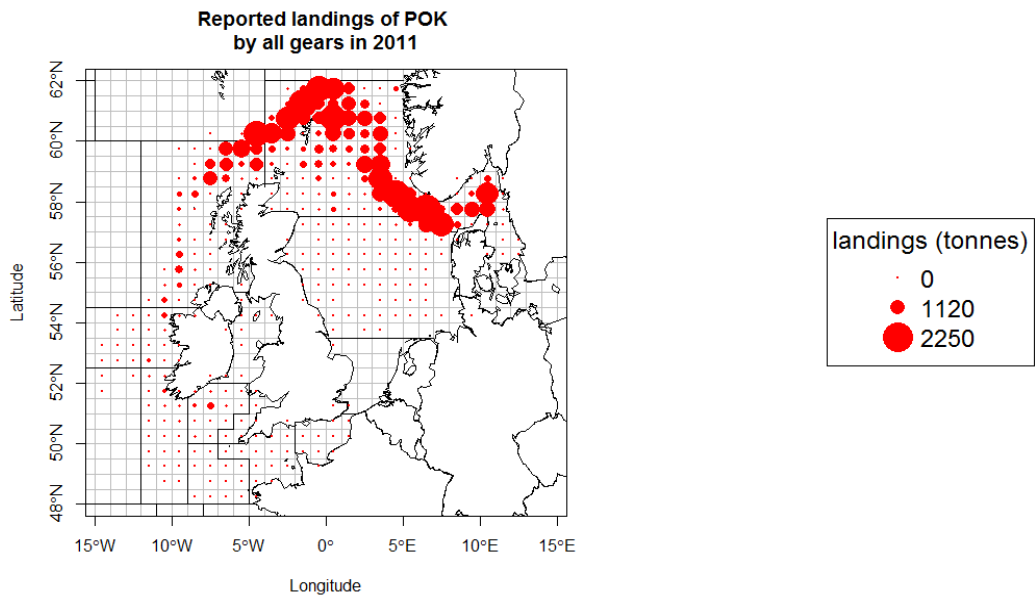 Reported landings of POK
by all gears in 2011
62°N
60°N
58°N
56°N
54°N
52°N
50°N
48°N
Latitude
15°W
10°W
5°W
0°
5°E
10°E
15°E
Longitude
landings (tonnes)
0
1120
2250